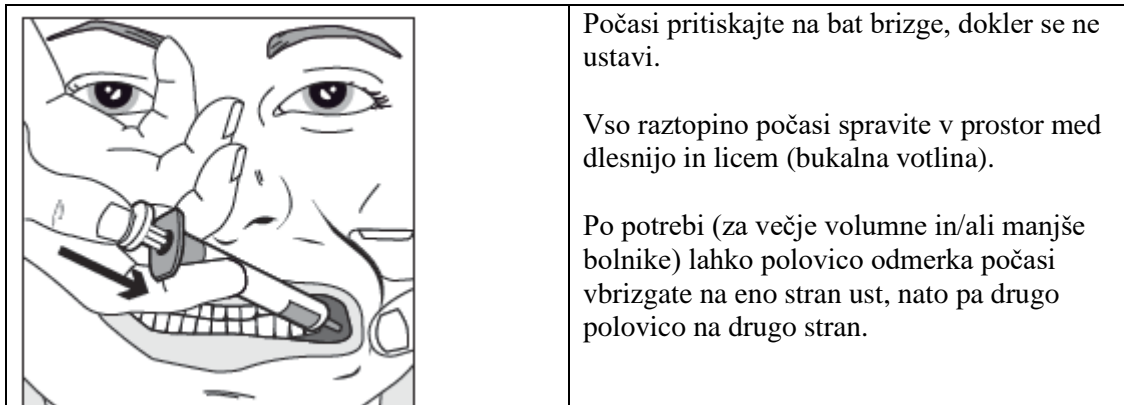 Počasi pritiskajte na bat brizge, dokler se ne
ustavi.
Vso raztopino počasi spravite v prostor med
dlesnijo in licem (bukalna votlina).
Po potrebi (za večje volumne in/ali manjše
bolnike) lahko polovico odmerka počasi
vbrizgate na eno stran ust, nato pa drugo
polovico na drugo stran.